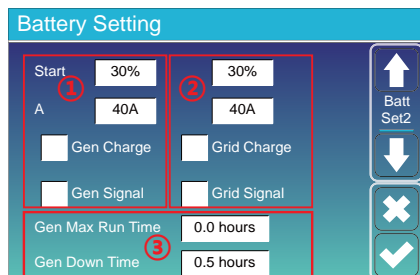 Battery Setting
Start 30% 30%
① ②
A 40A 40A
Gen Charge Grid Charge
Gen Signal Grid Signal
Gen Max Run Time 0.0 hours
③
Gen Down Time 0.5 hours
Batt
Set2